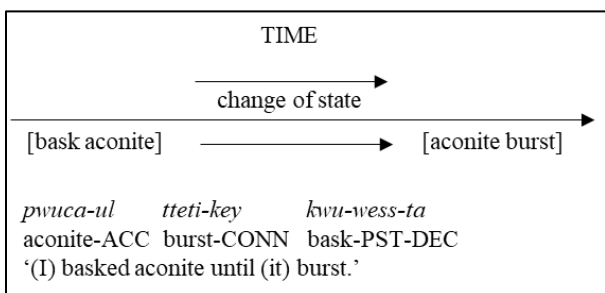 TIME
change of state
[bask aconite] [aconite burst]
pwuca-ul tteti-key kwu-wess-ta
aconite-ACC burst-CONN bask-PST-DEC
‘(I) basked aconite until (it) burst.’